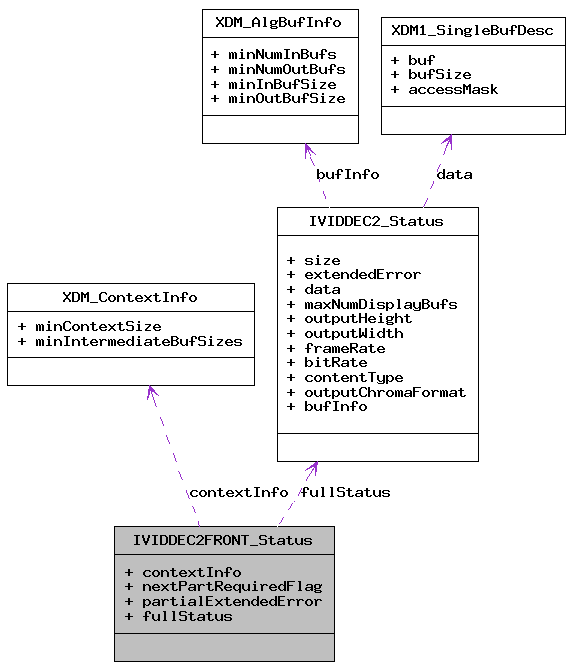 XDM_AlgBufInfo
+ minNumInBufs
+ minNumOutBufs
+ minInBufSize
+ minOutBufSize
XDM1_SingleBufDesc
+ buf
+ bufSize
+ accessMask
bufInfo
data
IVIDDEC2_Status
+ size
+ extendedError
+ data
+ maxNumDisplayBufs
+ outputHeight
+ outputWidth
+ frameRate
+ bitRate
+ contentType
+ outputChromaFormat
+ bufInfo
XDM_ContextInfo
+ minContextSize
+ minIntermediateBufSizes
contextInfo
fullStatus
IVIDDEC2FRONT_Status
+ contextInfo
+ nextPartRequiredFlag
+ partialExtendedError
+ fullStatus